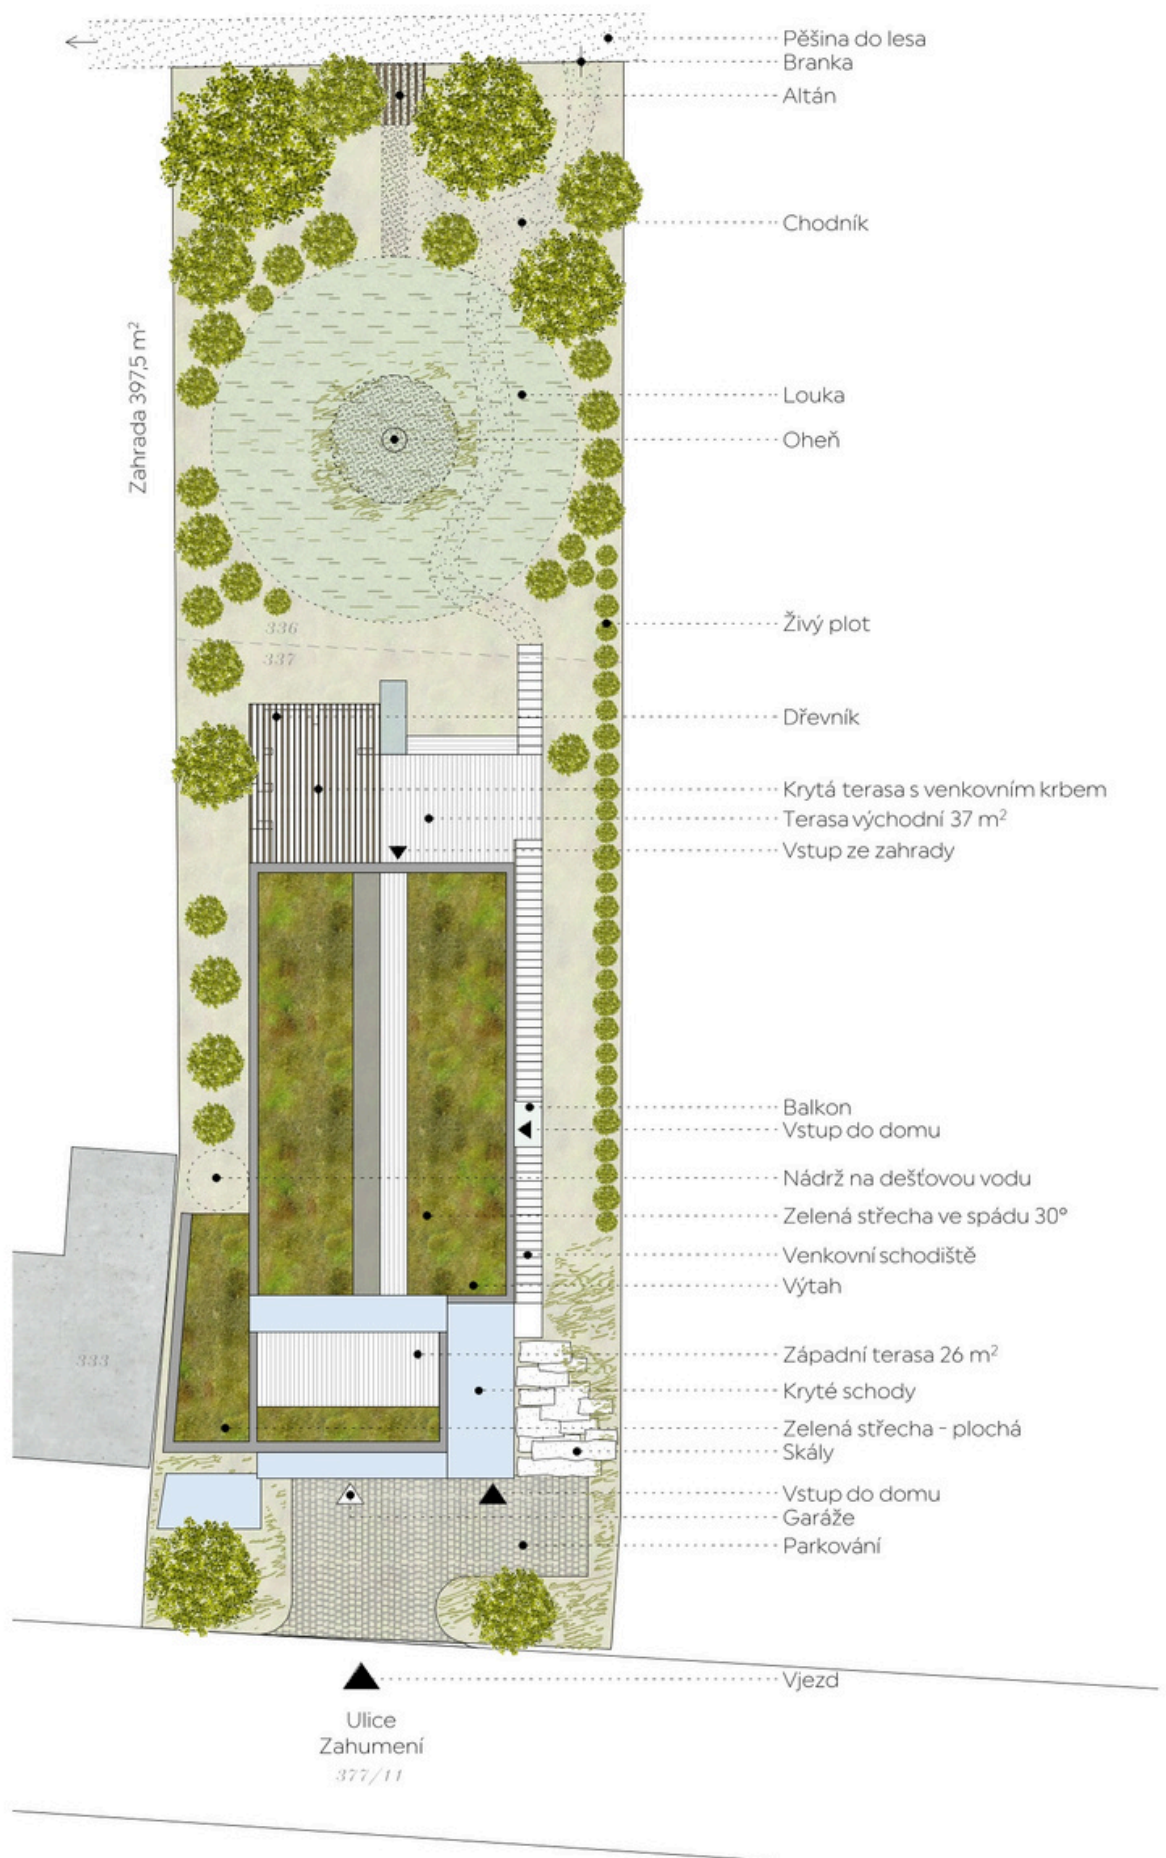 Pěšina do lesa
Branka
Altán
Chodník
Zahrada 397,5 m²
Louka
Oheň
336
Živý plot
337
Dřevník
Krytá terasa s venkovním krbem
Terasa východní 37 m²
Vstup ze zahrady
Balkon
Vstup do domu
Nádrž na dešťovou vodu
Zelená střecha ve spádu 30°
Venkovní schodiště
Výtah
333
Západní terasa 26 m²
Kryté schody
Zelená střecha - plochá
Skály
Vstup do domu
Garáže
Parkování
Vjezd
Ulice
Zahumení
377/11